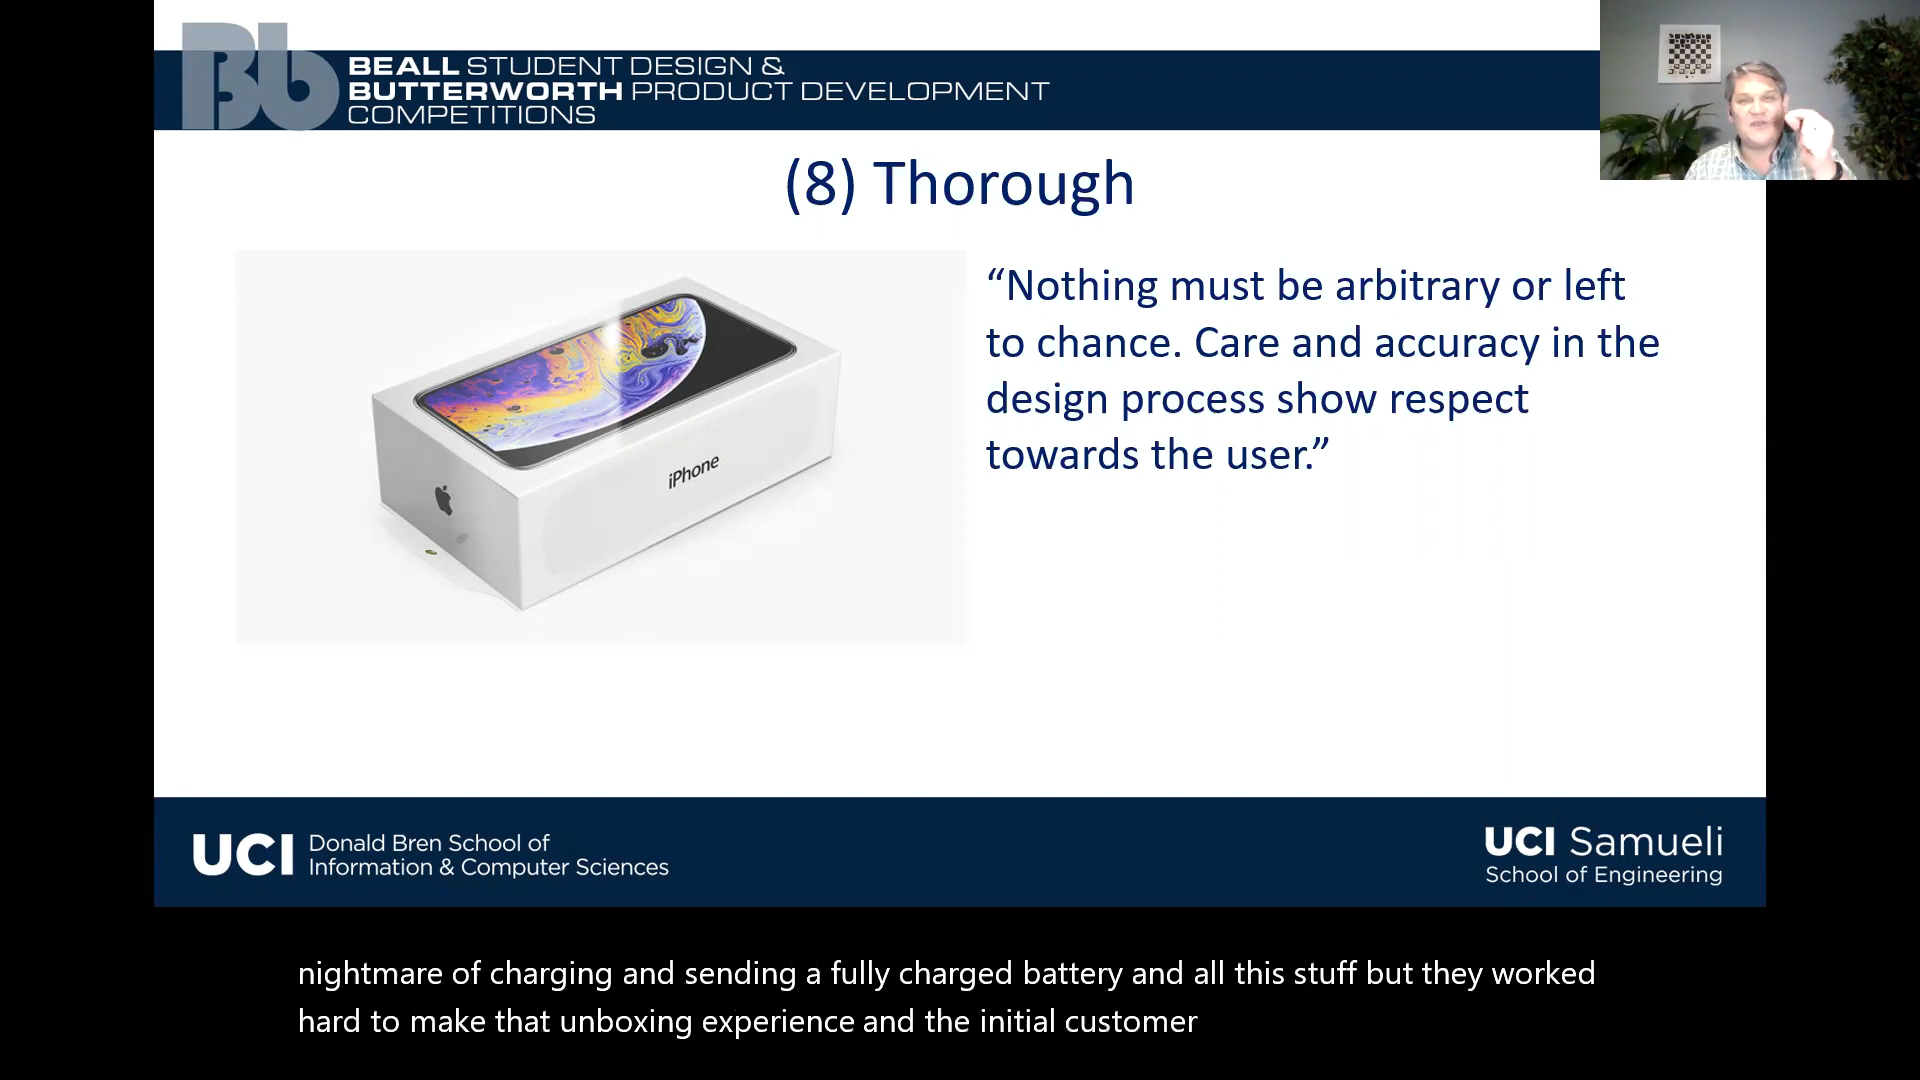 Bb
BEALL STUDENT DESIGN &
BUTTERWORTH PRODUCT DEVELOPMENT
COMPETITIONS
(8) Thorough
iPhone
“Nothing must be arbitrary or left
to chance. Care and accuracy in the
design process show respect
towards the user.”
UCI Donald Bren School of
Information & Computer Sciences
UCI Samueli
School of Engineering
nightmare of charging and sending a fully charged battery and all this stuff but they worked
hard to make that unboxing experience and the initial customer